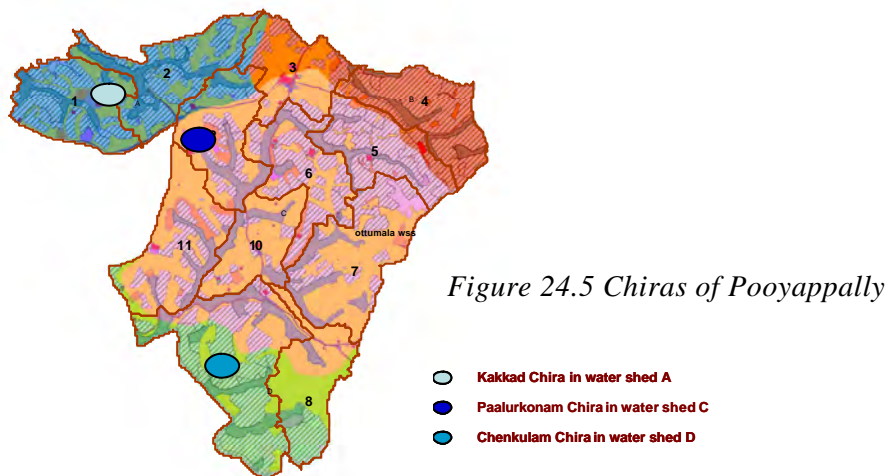 3
2
1
A
B
4
5
6
C
ottumala wss
11
10
7
Figure 24.5 Chiras of Pooyappally
Kakkad Chira in water shed A
Paalurkonam Chira in water shed C
Chenkulam Chira in water shed D
D
8